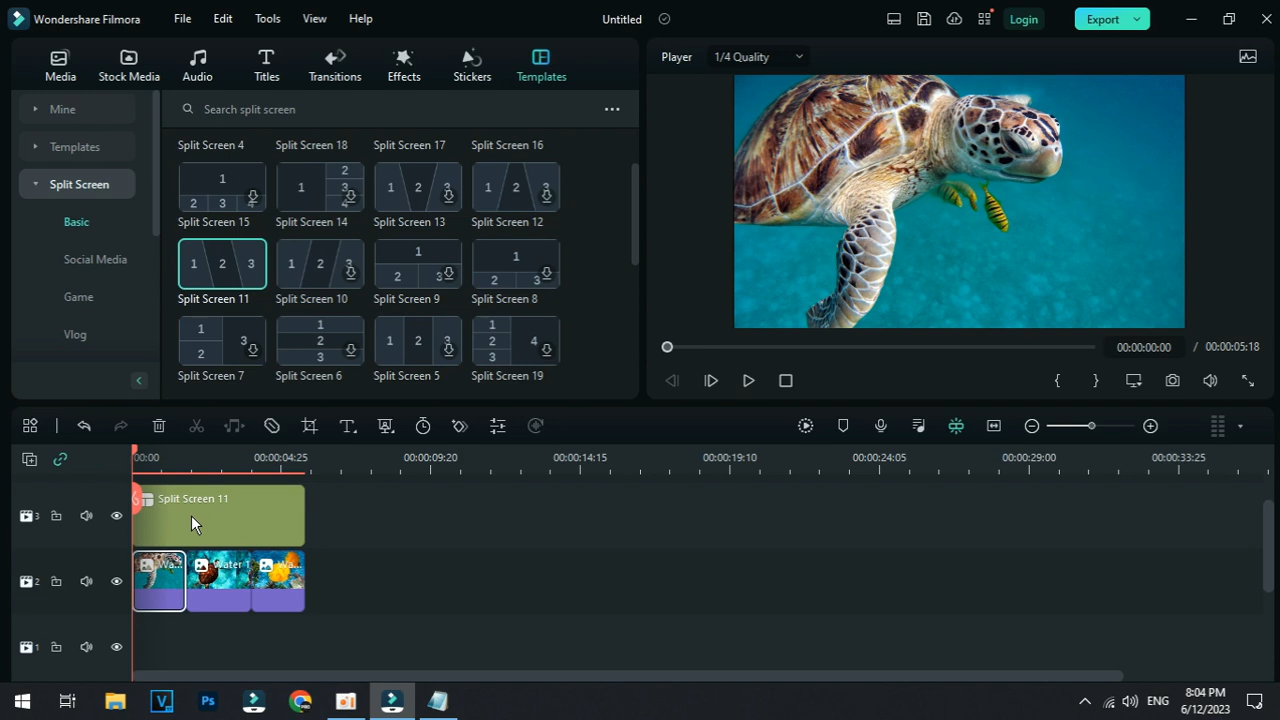 Wondershare Filmora
File Edit Tools View Help
Untitled
Login
Export
Media
Stock Media
Audio
Titles
Transitions
Effects
Stickers
Templates
Player
1/4 Quality
Mine
Templates
Split Screen
Basic
Social Media
Game
Vlog
Search split screen
Split Screen 4
Split Screen 18
Split Screen 17
Split Screen 16
1 2 3 4
1 2 3 4
1 2 3
1 2 3
Split Screen 15
Split Screen 14
Split Screen 13
Split Screen 12
1 2 3
1 2 3
1 2 3
1 2 3
Split Screen 11
Split Screen 10
Split Screen 9
Split Screen 8
1 2 3
1 2 3
1 2 3
1 2 3 4
Split Screen 7
Split Screen 6
Split Screen 5
Split Screen 19
00:00:00:00 / 00:00:05:18
00:00
00:00:04:25
00:00:09:20
00:00:14:15
00:00:19:10
00:00:24:05
00:00:29:00
00:00:33:25
3
Split Screen 11
2
Wa...
Water 1
Wa...
1
V
Ps
ENG
8:04 PM
6/12/2023